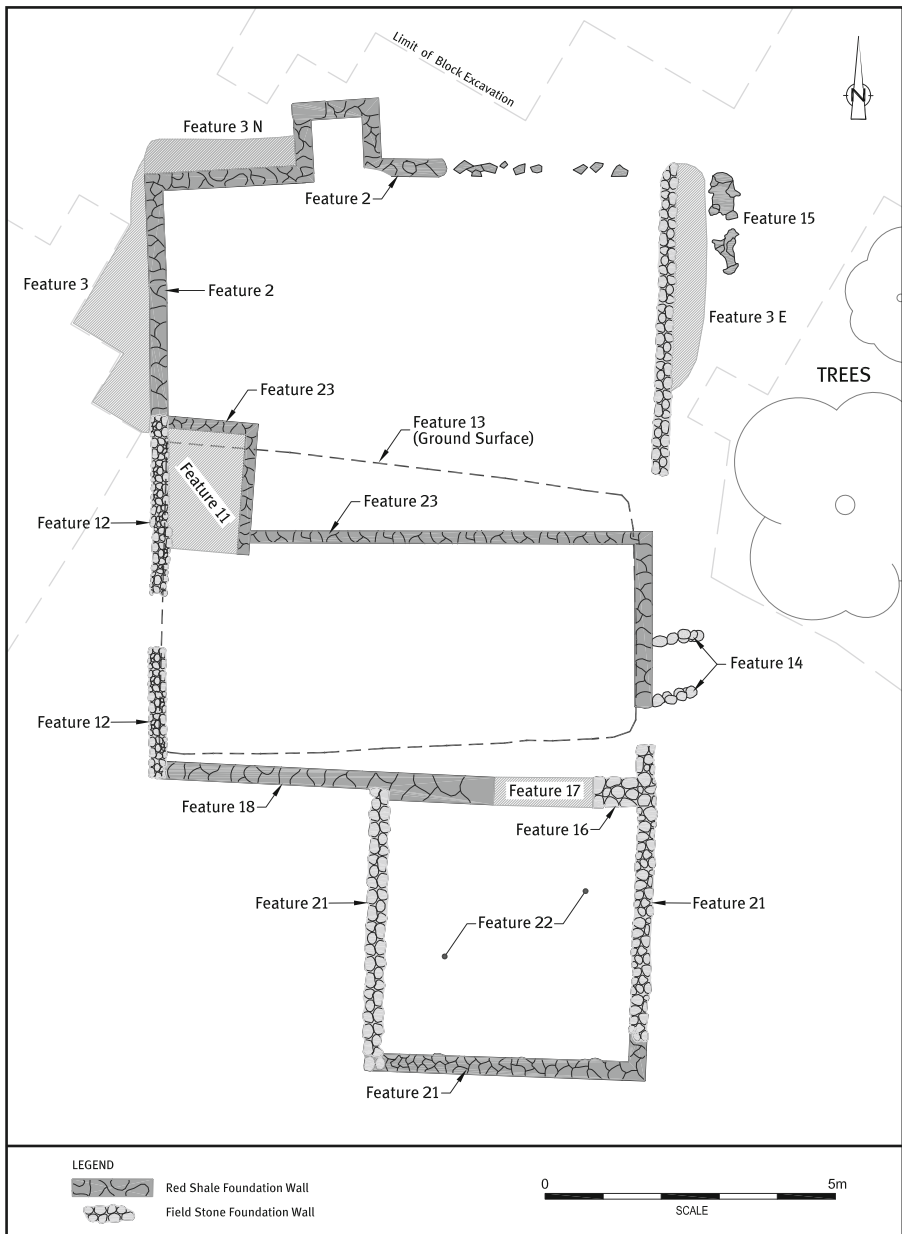 Limit of Block Excavation
N
Feature 3 N
Feature 2
Feature 15
Feature 3
Feature 2
Feature 3 E
TREES
Feature 23
Feature 13
(Ground Surface)
Feature 11
Feature 23
Feature 12
Feature 14
Feature 12
Feature 17
Feature 18
Feature 16
Feature 21
Feature 22
Feature 21
Feature 21
LEGEND
Red Shale Foundation Wall
Field Stone Foundation Wall
0 5m
SCALE